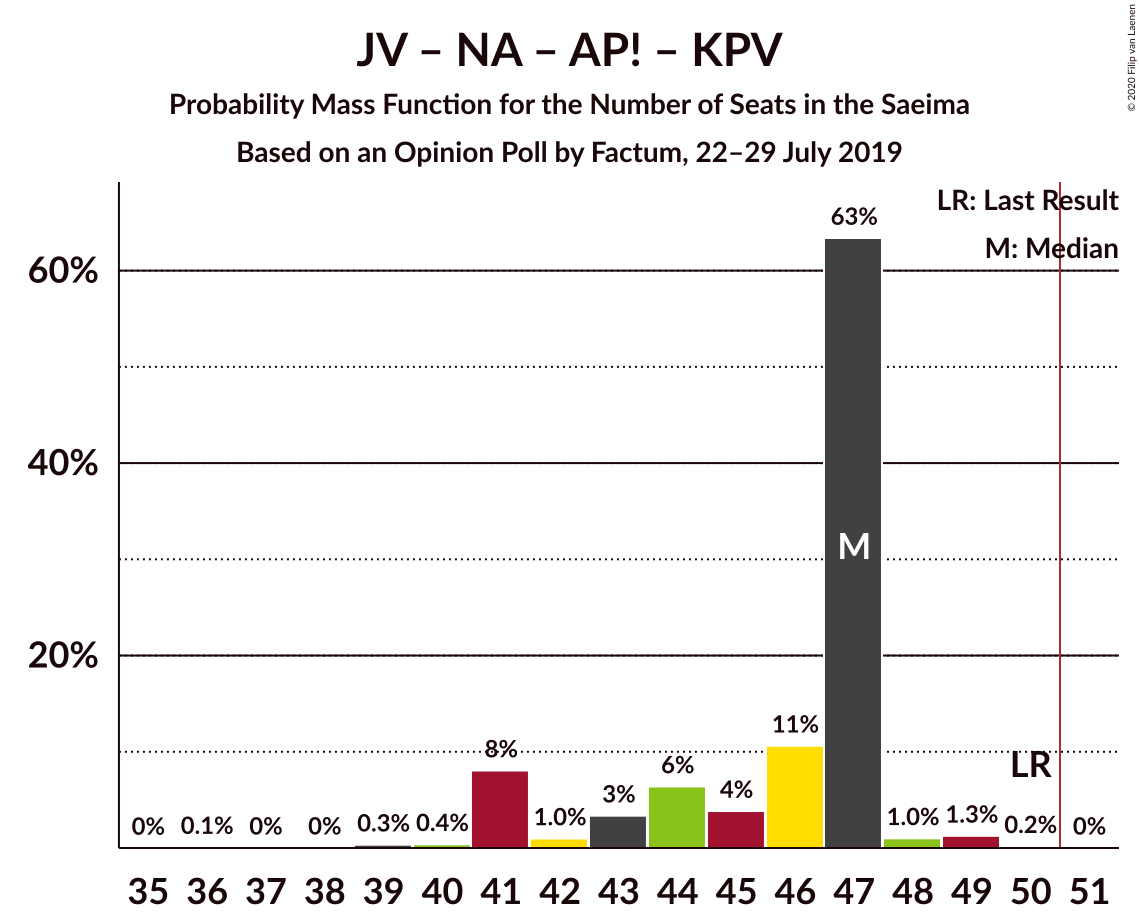 JV – NA – AP! – KPV
Probability Mass Function for the Number of Seats in the Saeima
Based on an Opinion Poll by Factum, 22–29 July 2019
© 2020 Filip van Laenen
LR: Last Result
M: Median
60%
40%
20%
0%
0.1%
0%
0%
0.3%
0.4%
8%
1.0%
3%
6%
4%
11%
63%
M
1.0%
1.3%
LR
0.2%
0%
35 36 37 38 39 40 41 42 43 44 45 46 47 48 49 50 51